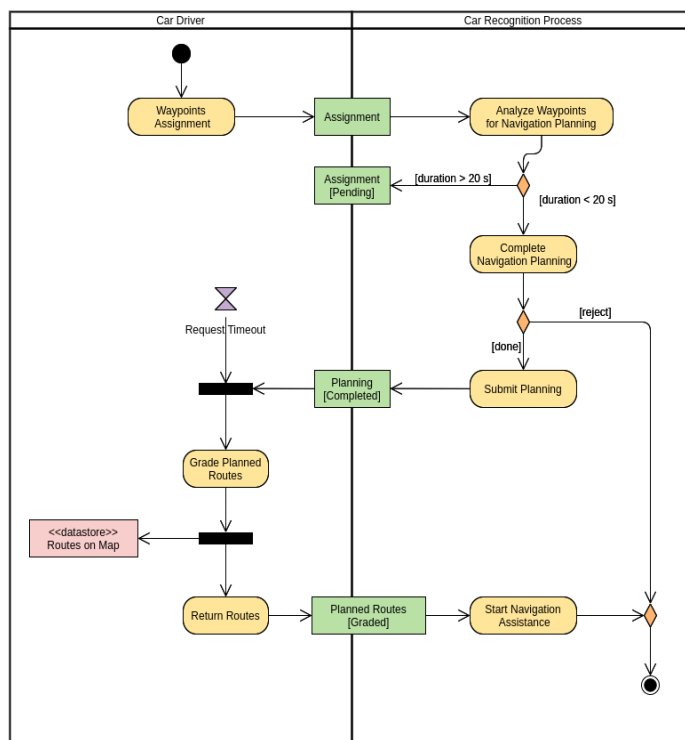 Car Driver
Car Recognition Process
Waypoints
Assignment
Assignment
Analyze Waypoints
for Navigation Planning
Assignment
[Pending]
[duration > 20 s]
[duration < 20 s]
Complete
Navigation Planning
Request Timeout
[reject]
[done]
Planning
[Completed]
Submit Planning
Grade Planned
Routes
<<datastore>>
Routes on Map
Return Routes
Planned Routes
[Graded]
Start Navigation
Assistance